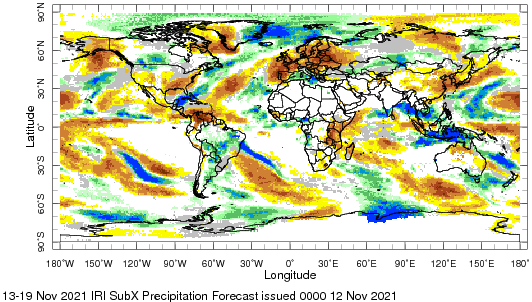 90°N
60°N
30°N
0°
30°S
60°S
90°S
Latitude
180°W 150°W 120°W 90°W 60°W 30°W 0° 30°E 60°E 90°E 120°E 150°E 180°
Longitude
13-19 Nov 2021 IRI SubX Precipitation Forecast issued 0000 12 Nov 2021